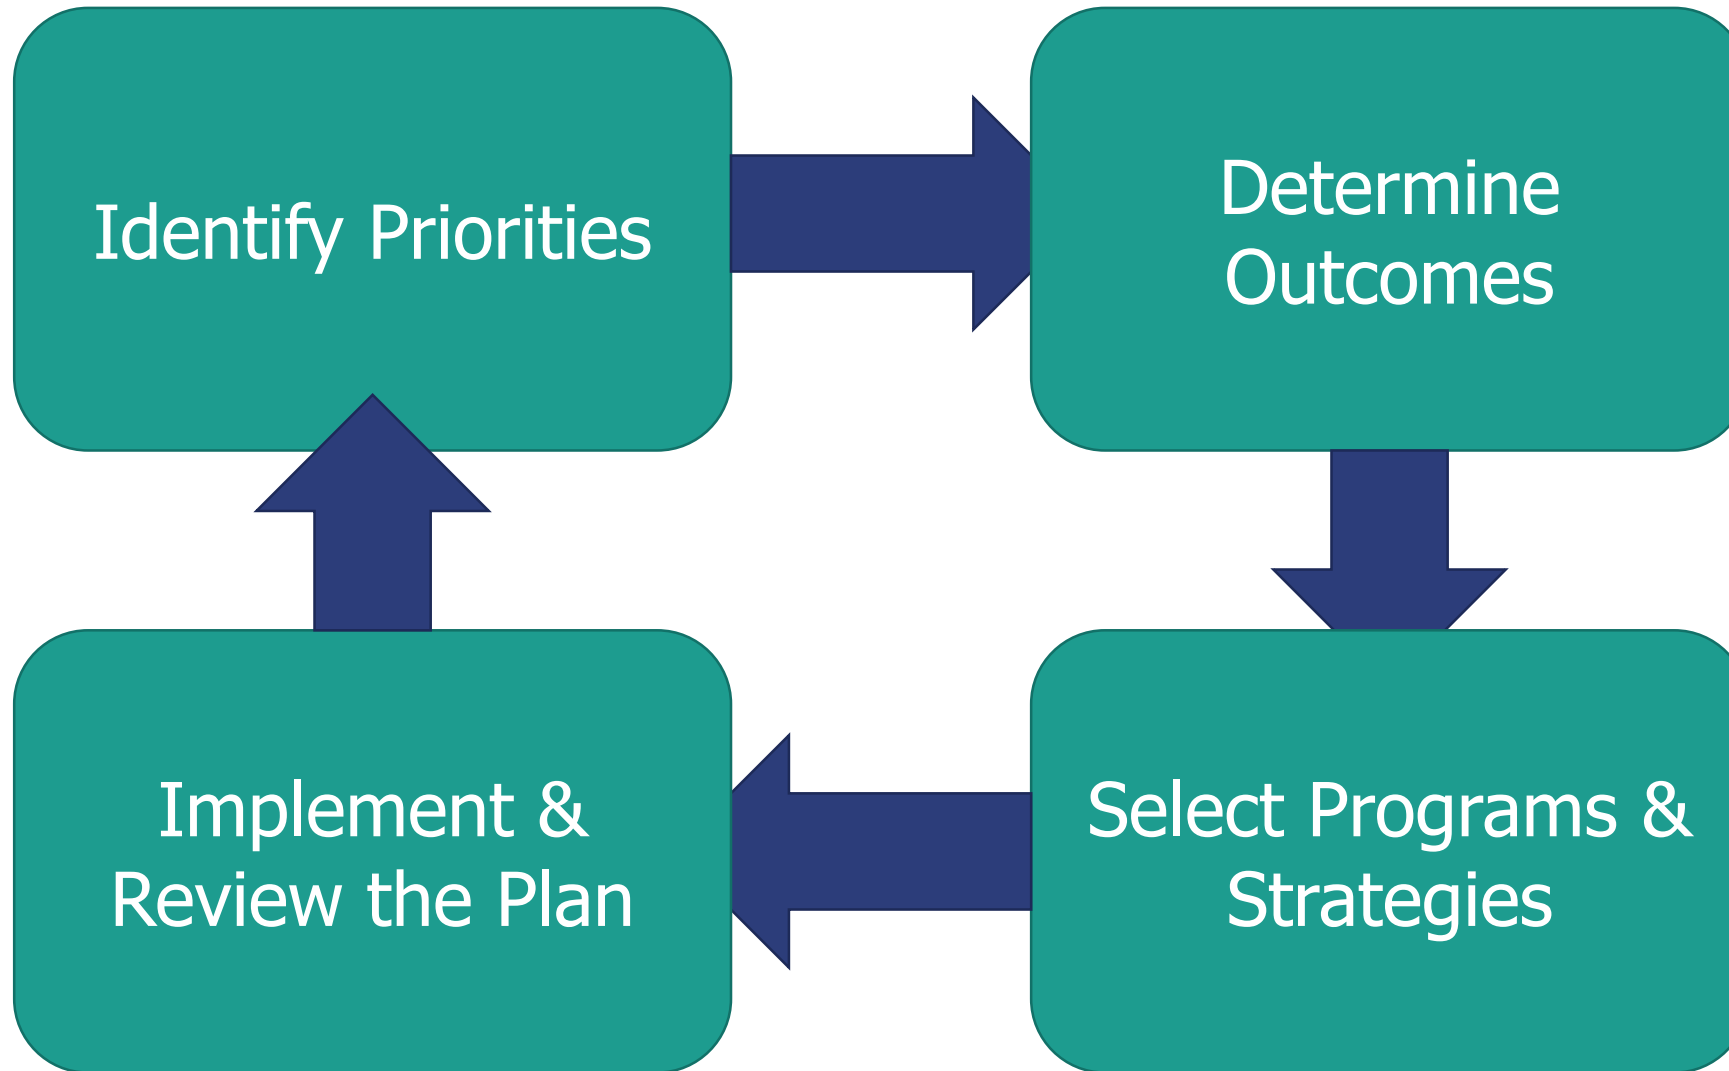 Identify Priorities
Determine
Outcomes
Select Programs &
Strategies
Implement &
Review the Plan